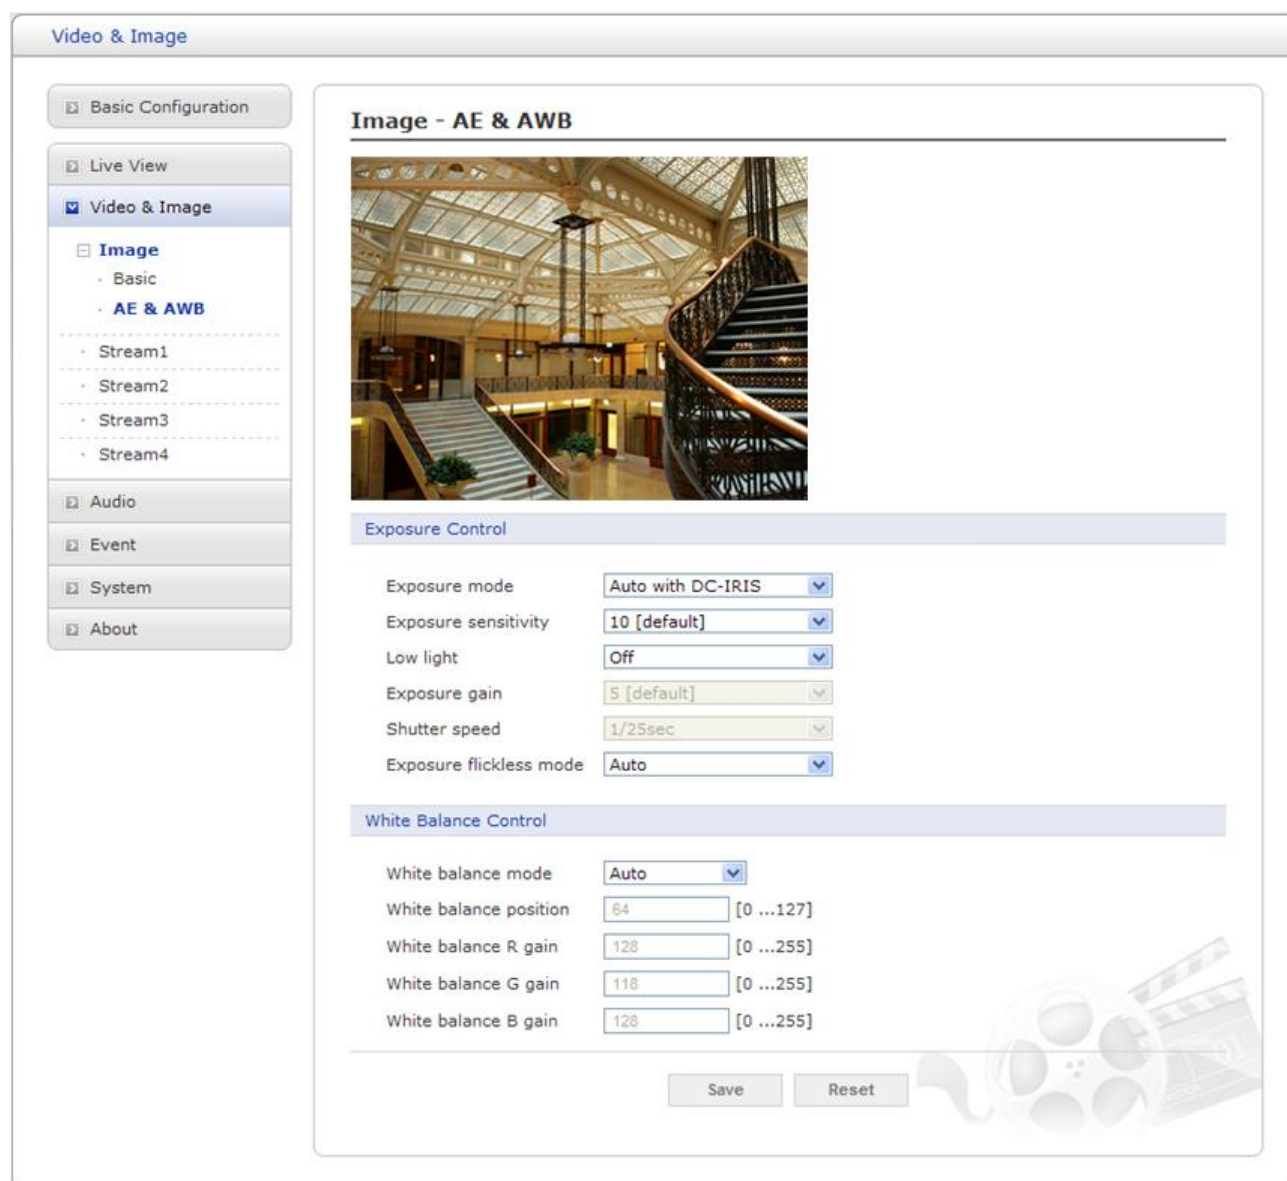 Video & Image
Basic Configuration
Live View
Video & Image
Image
Basic
AE & AWB
Stream1
Stream2
Stream3
Stream4
Audio
Event
System
About
Image - AE & AWB
Exposure Control
Exposure mode Auto with DC-IRIS
Exposure sensitivity 10 [default]
Low light Off
Exposure gain 5 [default]
Shutter speed 1/25sec
Exposure flickless mode Auto
White Balance Control
White balance mode Auto
White balance position 64 [0 ...127]
White balance R gain 128 [0 ...255]
White balance G gain 118 [0 ...255]
White balance B gain 128 [0 ...255]
Save Reset